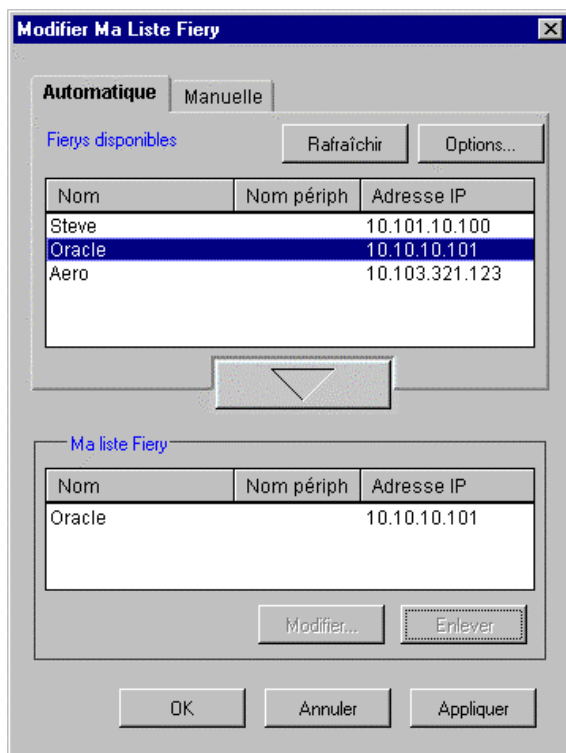 Modifier Ma Liste Fiery
Automatique Manuelle
Fierys disponibles Rafraîchir Options...
Nom Nom périph Adresse IP
Steve 10.101.10.100
Oracle 10.10.10.101
Aero 10.103.321.123
Ma liste Fiery
Nom Nom périph Adresse IP
Oracle 10.10.10.101
Modifier... Enlever
OK Annuler Appliquer